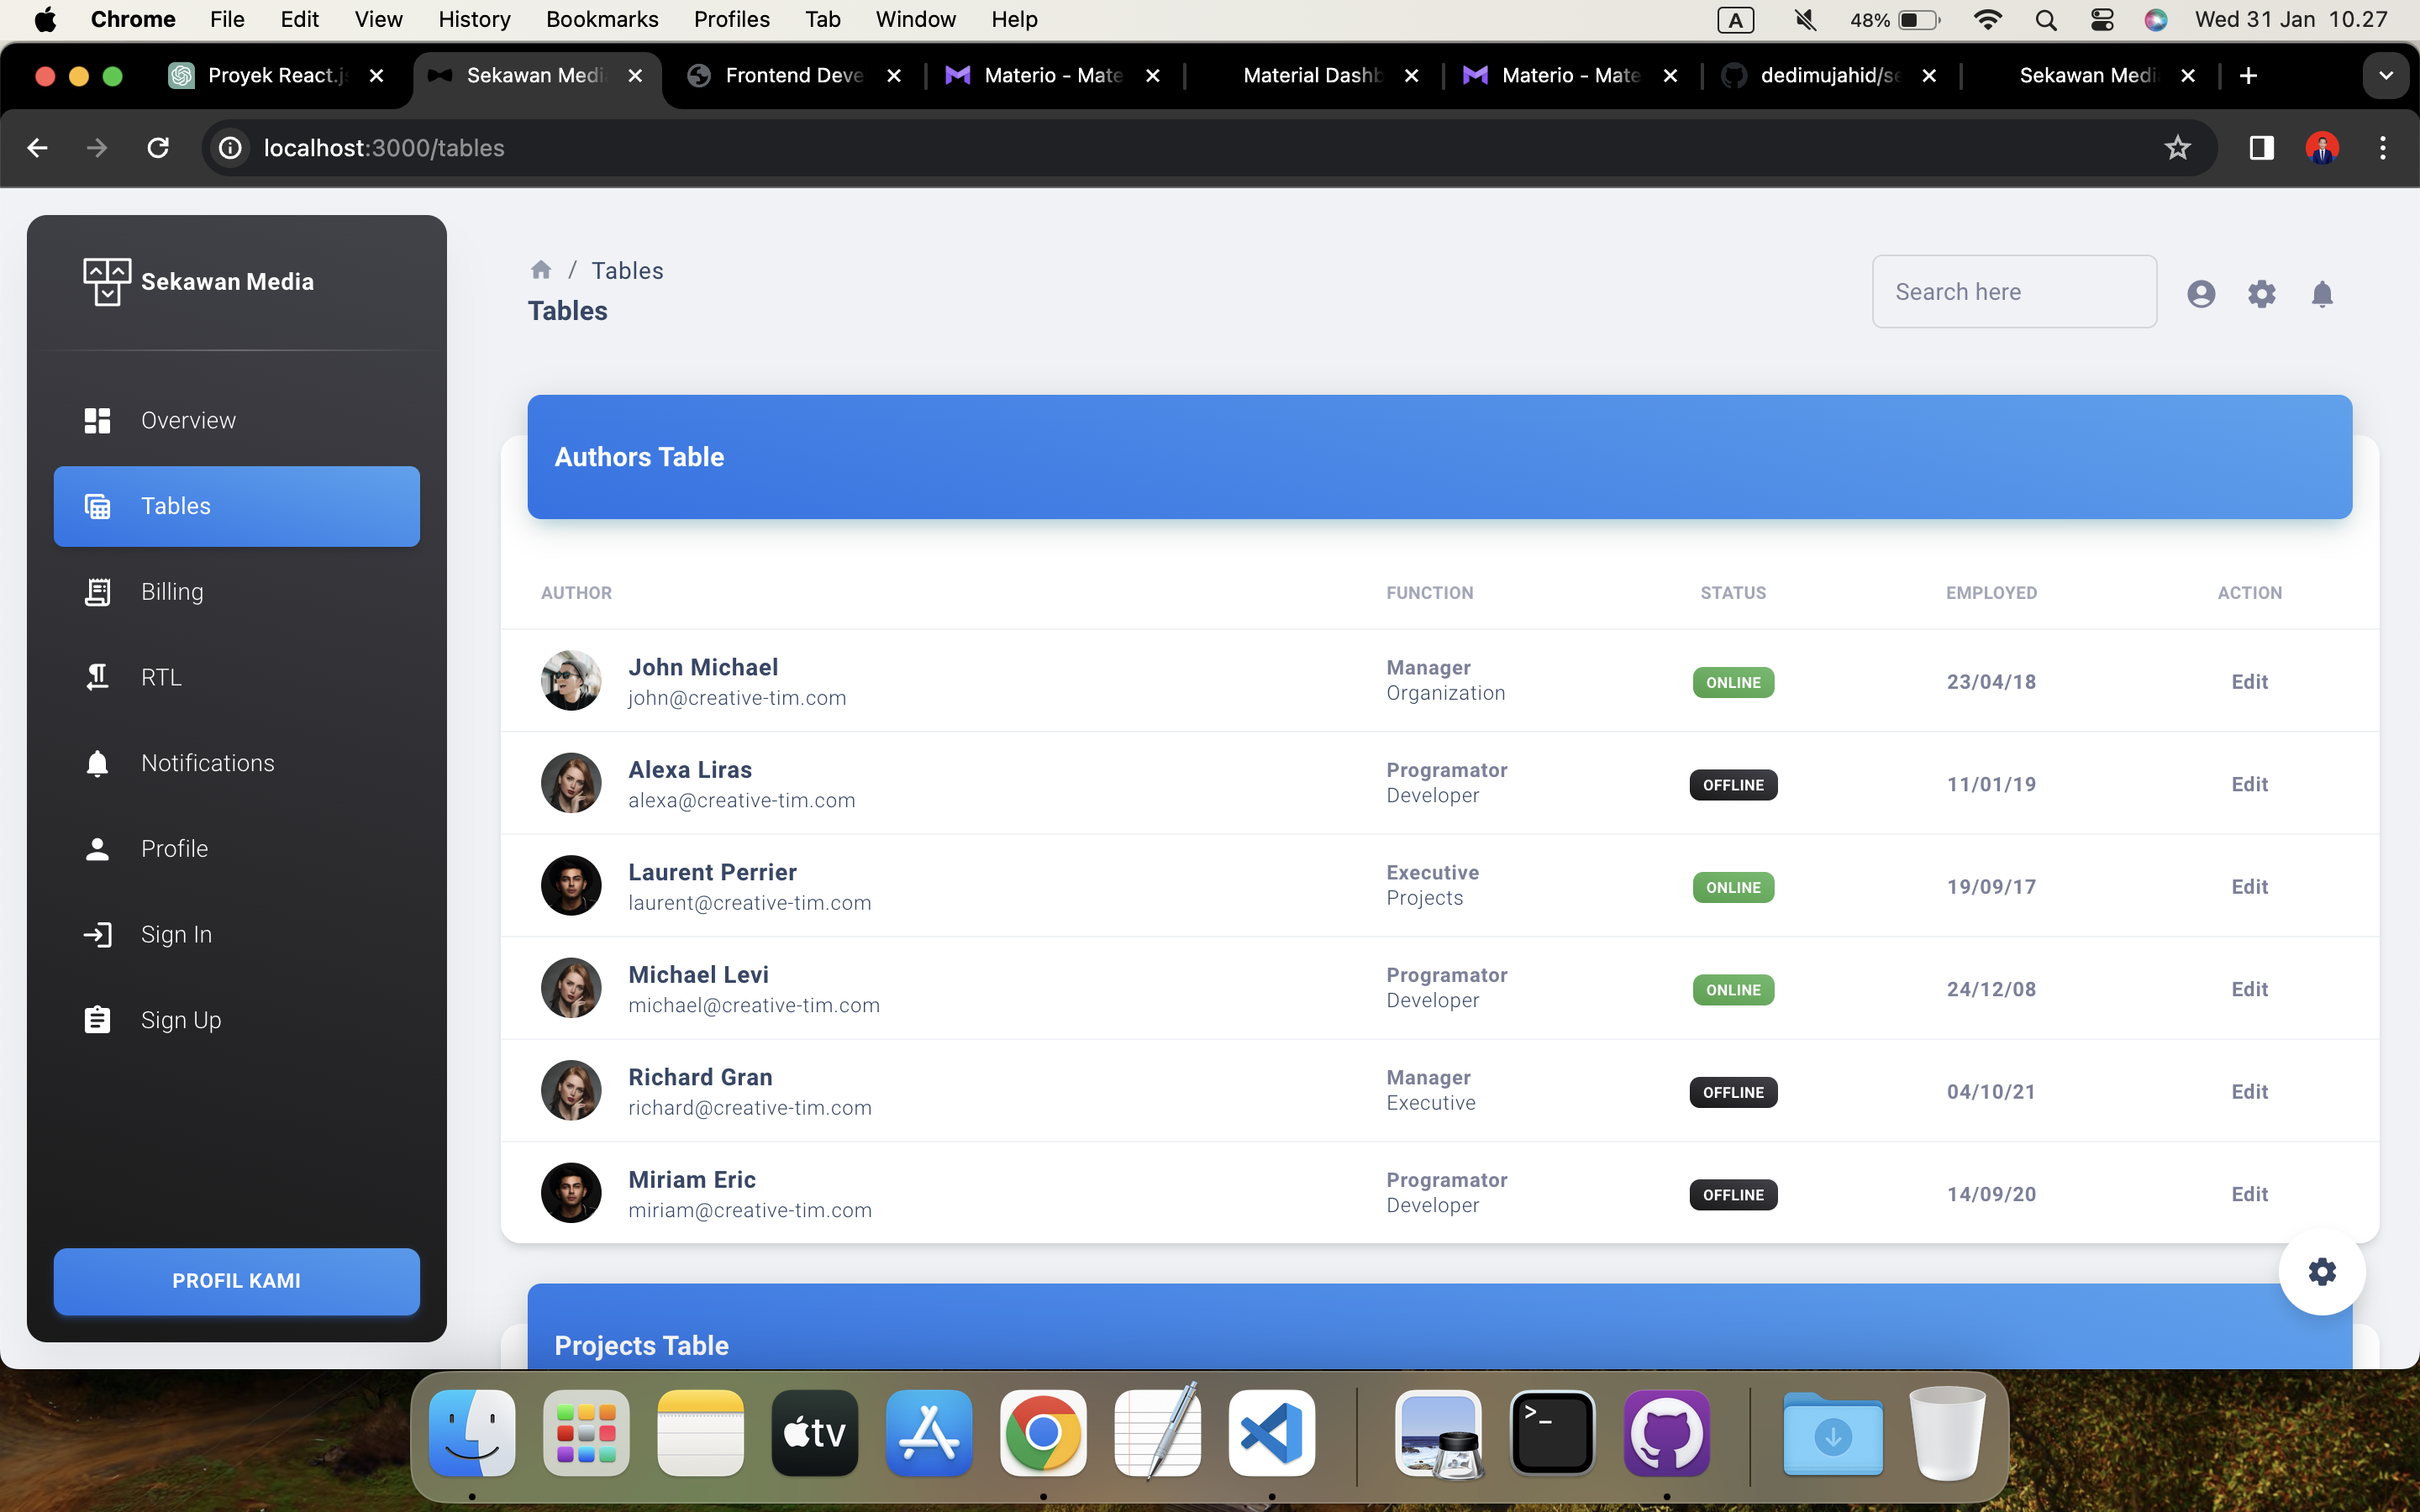 Chrome File Edit View History Bookmarks Profiles Tab Window Help A 48% Wed 31 Jan 10.27
Proyek React.js Sekawan Medi Frontend Deve Materio - Mate Material Dashb Materio - Mate dedimujahid/se Sekawan Medi
localhost:3000/tables
Sekawan Media
Overview
Tables
Billing
RTL
Notifications
Profile
Sign In
Sign Up
PROFIL KAMI
/ Tables
Tables
Search here
Authors Table
AUTHOR FUNCTION STATUS EMPLOYED ACTION
John Michael
john@creative-tim.com
Manager
Organization
ONLINE
23/04/18
Edit
Alexa Liras
alexa@creative-tim.com
Programator
Developer
OFFLINE
11/01/19
Edit
Laurent Perrier
laurent@creative-tim.com
Executive
Projects
ONLINE
19/09/17
Edit
Michael Levi
michael@creative-tim.com
Programator
Developer
ONLINE
24/12/08
Edit
Richard Gran
richard@creative-tim.com
Manager
Executive
OFFLINE
04/10/21
Edit
Miriam Eric
miriam@creative-tim.com
Programator
Developer
OFFLINE
14/09/20
Edit
Projects Table
tv